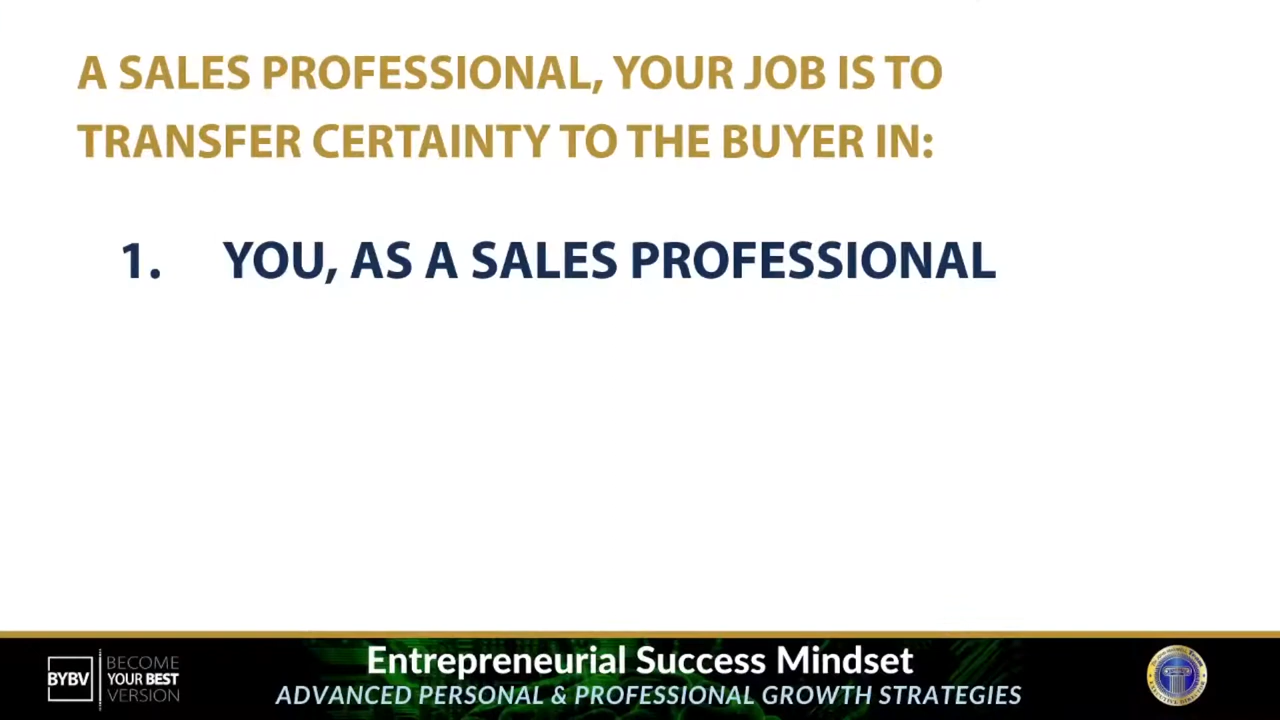 A SALES PROFESSIONAL, YOUR JOB IS TO
TRANSFER CERTAINTY TO THE BUYER IN:
1. YOU, AS A SALES PROFESSIONAL
BYBV
BECOME
YOUR BEST
VERSION
Entrepreneurial Success Mindset
ADVANCED PERSONAL & PROFESSIONAL GROWTH STRATEGIES